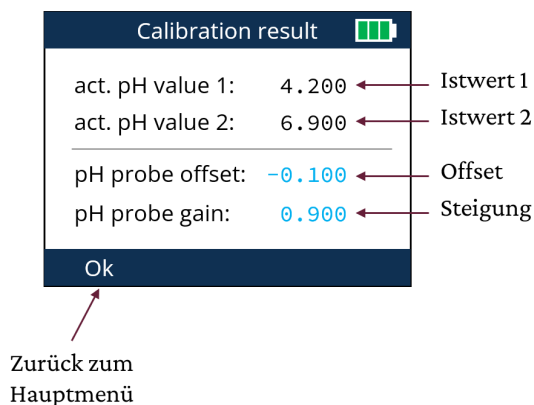 Calibration result
act. pH value 1: 4.200 Istwert 1
act. pH value 2: 6.900 Istwert 2
pH probe offset: -0.100 Offset
pH probe gain: 0.900 Steigung
Ok
Zurück zum
Hauptmenü